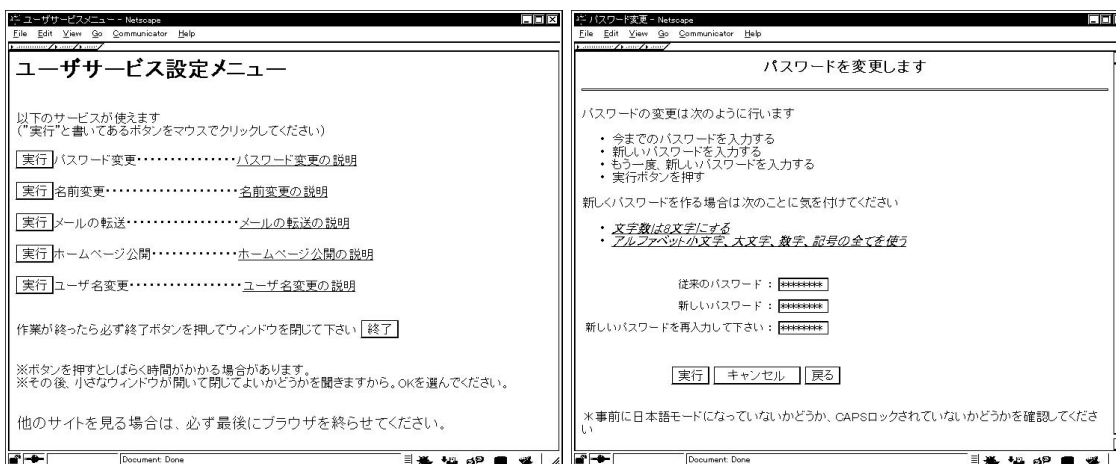 ユーザサービスメニュー - Netscape
File Edit View Go Communicator Help
ユーザサービス設定メニュー
以下のサービスが使えます
("実行"と書いてあるボタンをマウスでクリックしてください)
実行 パスワード変更・・・・・・・・・・・・・・・パスワード変更の説明
実行 名前変更・・・・・・・・・・・・・・・・・・名前変更の説明
実行 メールの転送・・・・・・・・・・・・・・・・メールの転送の説明
実行 ホームページ公開・・・・・・・・・・・・・ホームページ公開の説明
実行 ユーザ名変更・・・・・・・・・・・・・・・・・ユーザ名変更の説明
作業が終ったら必ず終了ボタンを押してウィンドウを閉じて下さい 終了
※ボタンを押すとしばらく時間がかかる場合があります。
※その後、小さなウィンドウが開いて閉じてよいかどうかを聞きますから。OKを選んでください。
他のサイトを見る場合は、必ず最後にブラウザを終らせてください。
Document: Done
パスワード変更 - Netscape
File Edit View Go Communicator Help
パスワードを変更します
パスワードの変更は次のように行います
・ 今までのパスワードを入力する
・ 新しいパスワードを入力する
・ もう一度、新しいパスワードを入力する
・ 実行ボタンを押す
新しくパスワードを作る場合は次のことに気を付けてください
・ 文字数は8文字にする
・ アルファベット小文字、大文字、数字、記号の全てを使う
従来のパスワード : ********
新しいパスワード : ********
新しいパスワードを再入力して下さい : ********
実行 キャンセル 戻る
*事前に日本語モードになっていないかどうか、CAPSロックされていないかどうかを確認してくださ
い
Document: Done